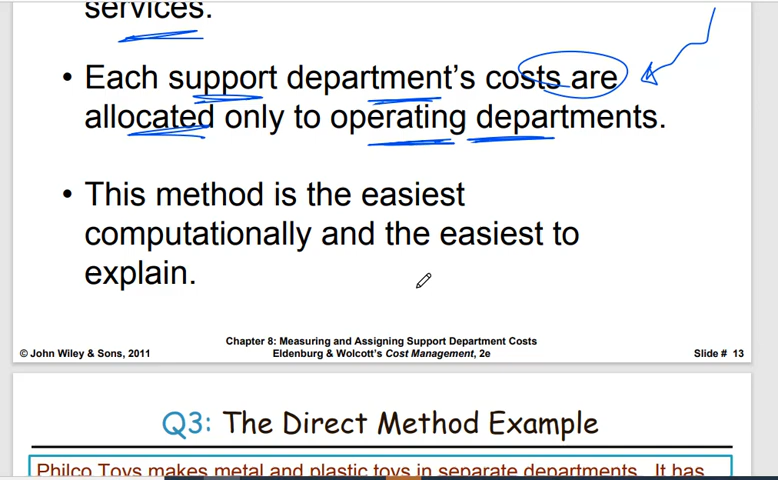 services.
• Each support department's costs are
allocated only to operating departments.
• This method is the easiest
computationally and the easiest to
explain.
Chapter 8: Measuring and Assigning Support Department Costs
© John Wiley & Sons, 2011 Eldenburg & Wolcott's Cost Management, 2e Slide # 13
Q3: The Direct Method Example
Philco Toys makes metal and plastic toys in separate departments. It has